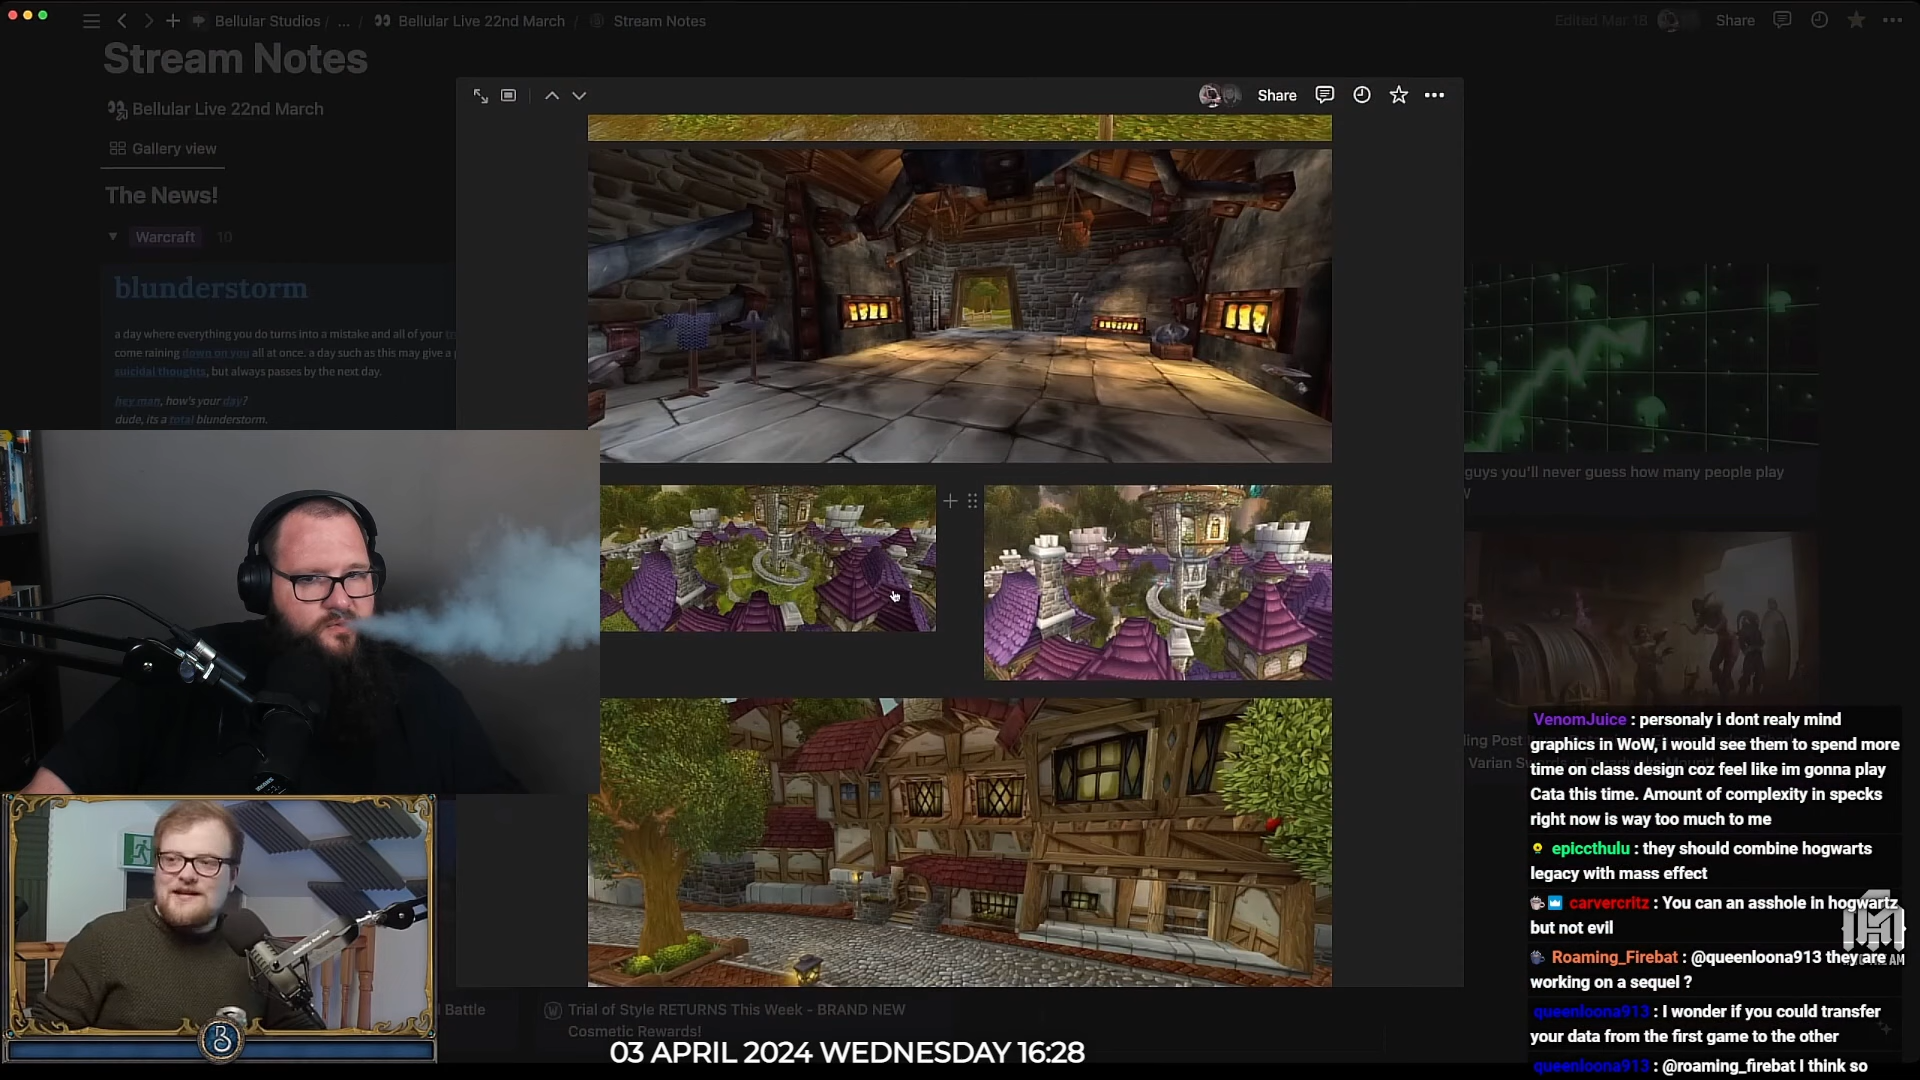 Bellular Studios / ... / Bellular Live 22nd March / Stream Notes
Edited Mar 18
Share
Stream Notes
Bellular Live 22nd March
Share
Gallery view
The News!
Warcraft 10
blunderstorm
a day where everything you do turns into a mistake and all of your
come raining down on you all at once. a day such as this may give a
suicidal thoughts, but always passes by the next day.
hey man, how's your day?
dude, its a total blunderstorm.
guys you'll never guess how many people play
VenomJuice : personaly i dont realy mind
graphics in WoW, i would see them to spend more
time on class design coz feel like im gonna play
Cata this time. Amount of complexity in specks
right now is way too much to me
epiccthulu : they should combine hogwarts
legacy with mass effect
carvercritz : You can an asshole in hogwartz
but not evil
Roaming_Firebat : @queenloona913 they are
working on a sequel ?
queenloona913 : I wonder if you could transfer
your data from the first game to the other
queenloona913 : @roaming_firebat I think so
Battle
Trial of Style RETURNS This Week - BRAND NEW
Cosmetic Rewards!
03 APRIL 2024 WEDNESDAY 16:28